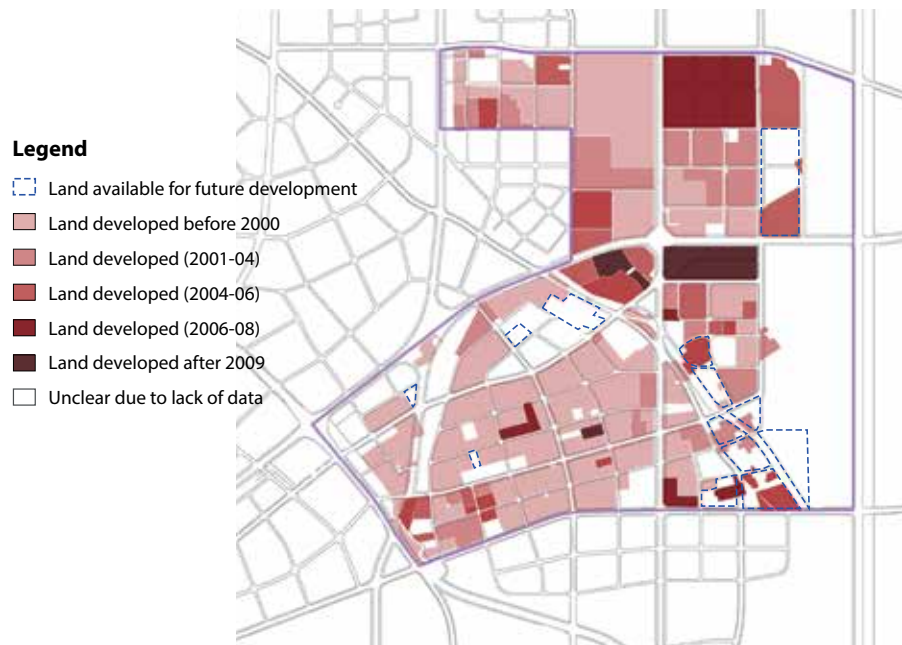 Legend
Land available for future development
Land developed before 2000
Land developed (2001-04)
Land developed (2004-06)
Land developed (2006-08)
Land developed after 2009
Unclear due to lack of data